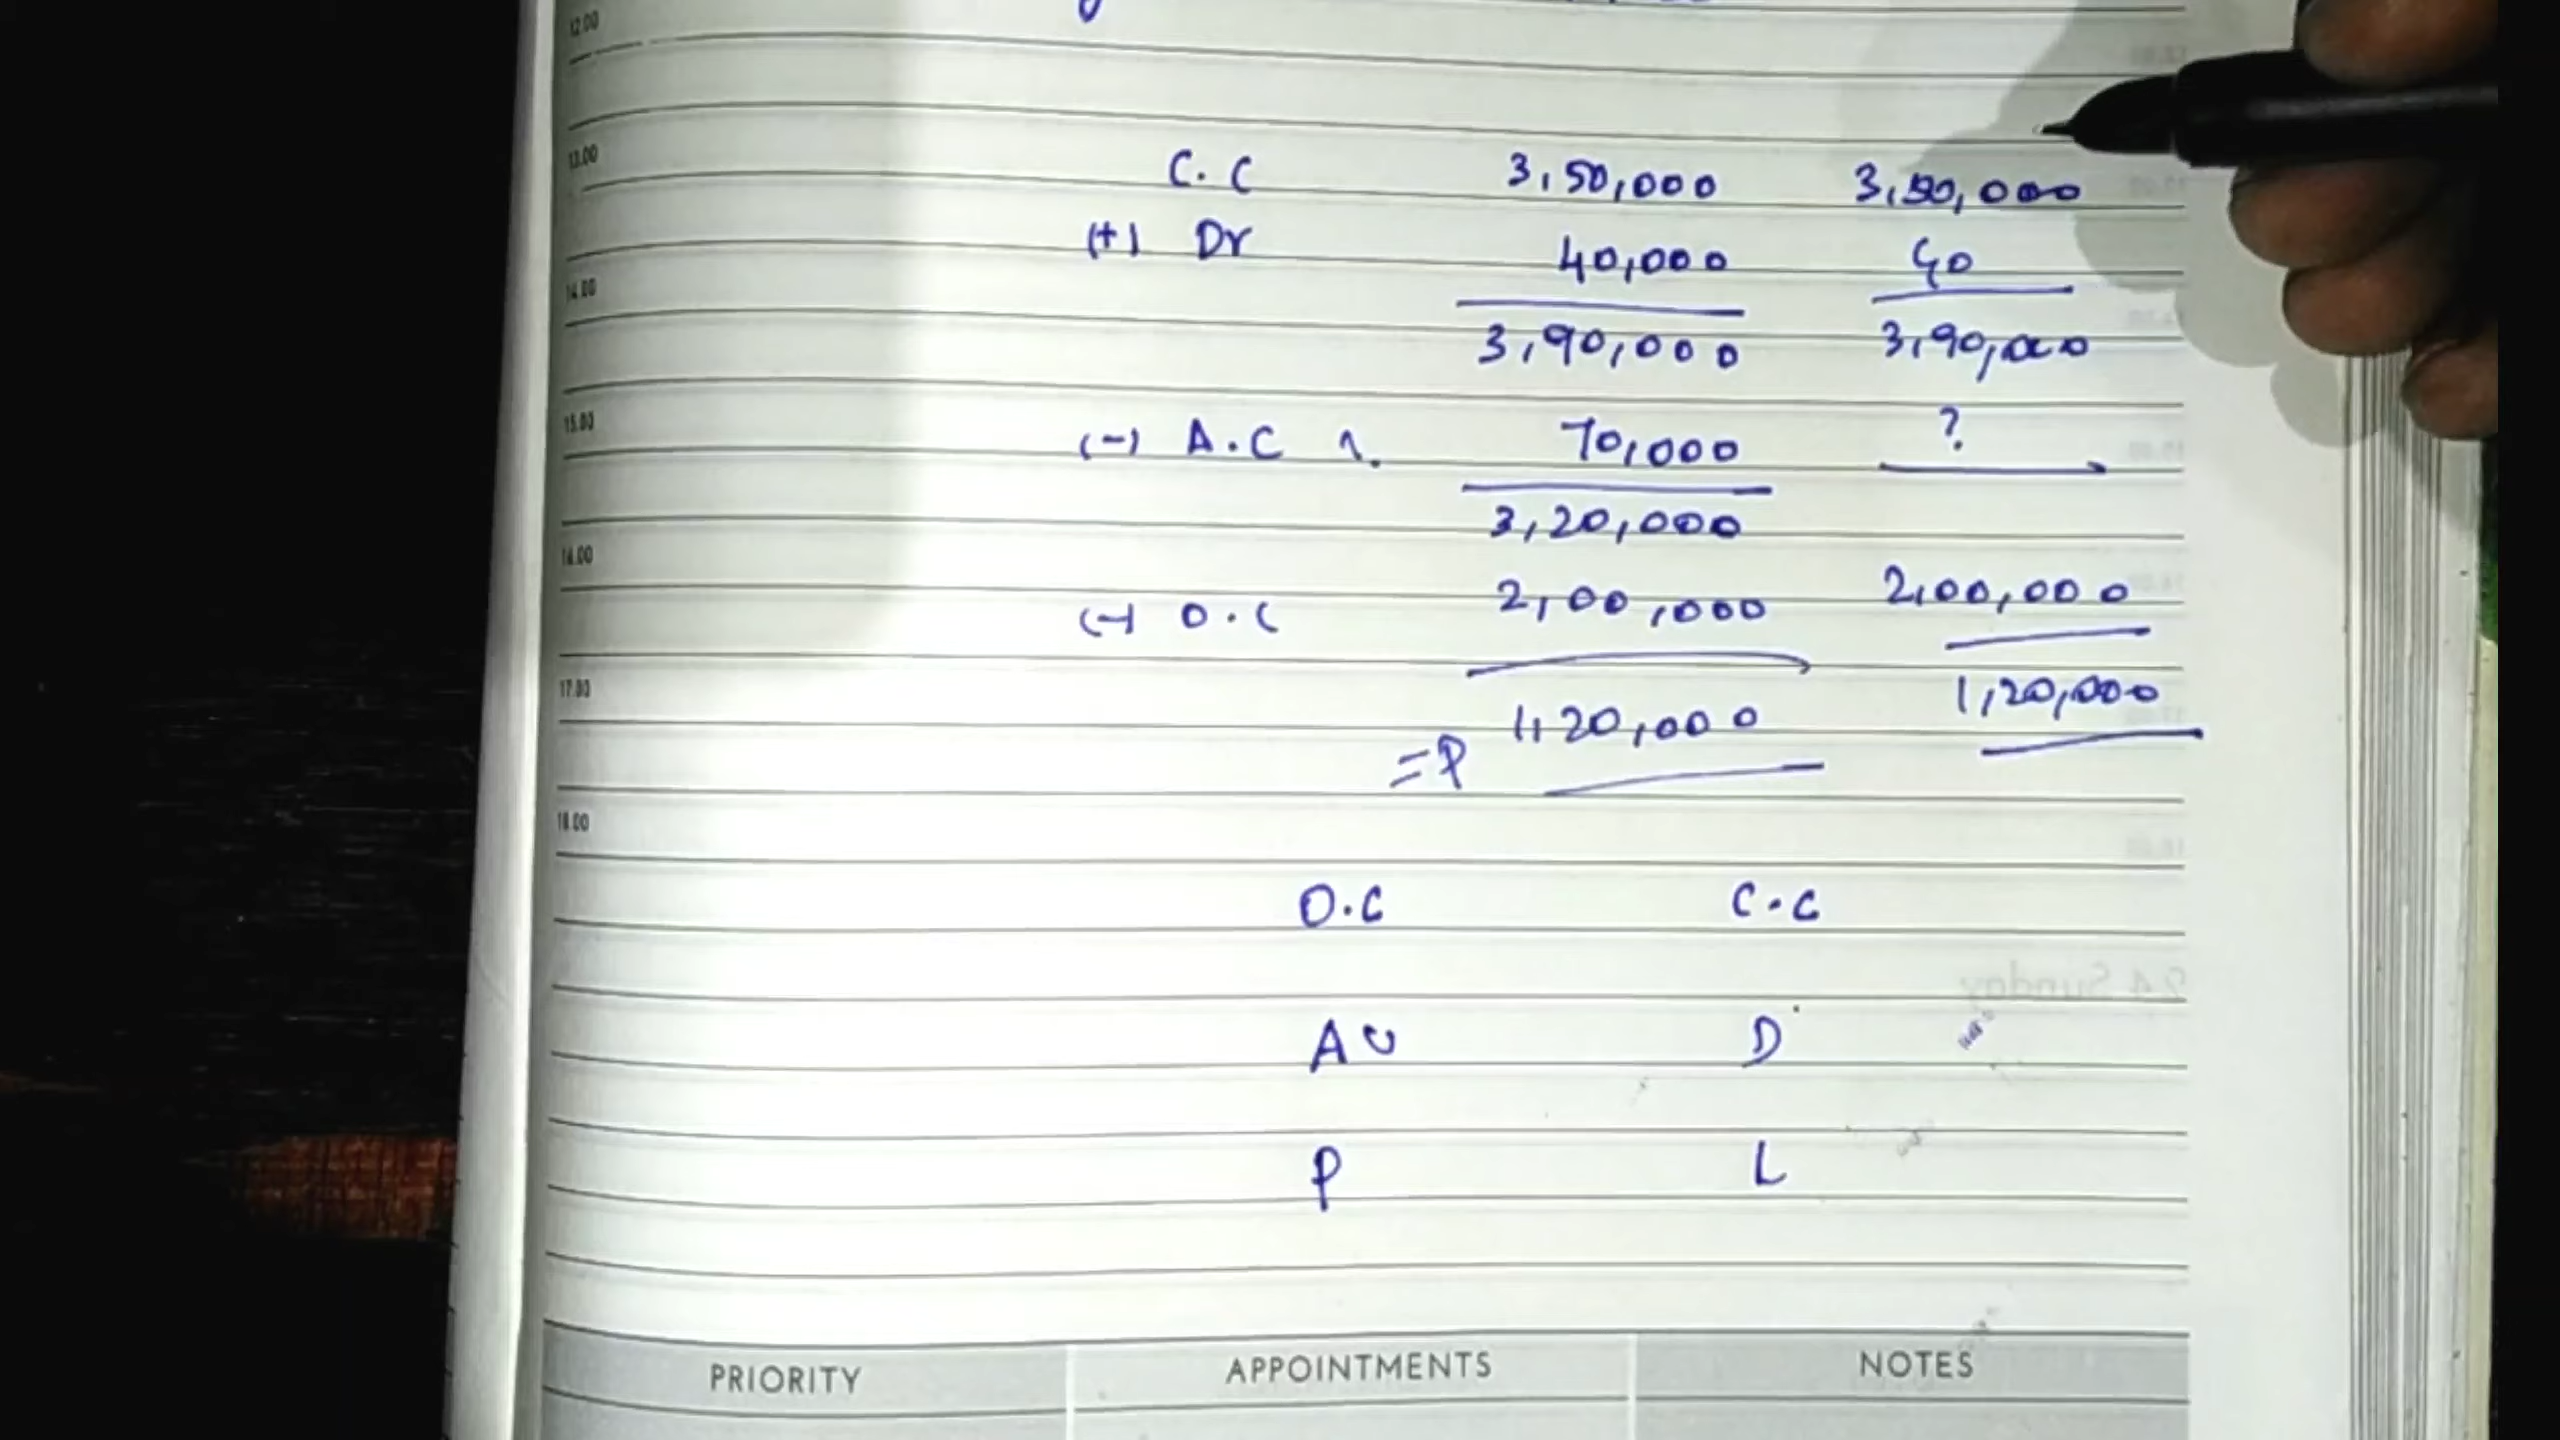 12.00
13.00
C.C 3,50,000 3,50,000
(+) Dr 40,000 40
14.00
3,90,000 3,90,000
15.00
(-) A.C 70,000 ?
3,20,000
16.00
(-) O.C 2,00,000 2,00,000
17.00
=P 1,20,000 1,20,000
18.00
O.C C.C
A D
P L
PRIORITY APPOINTMENTS NOTES